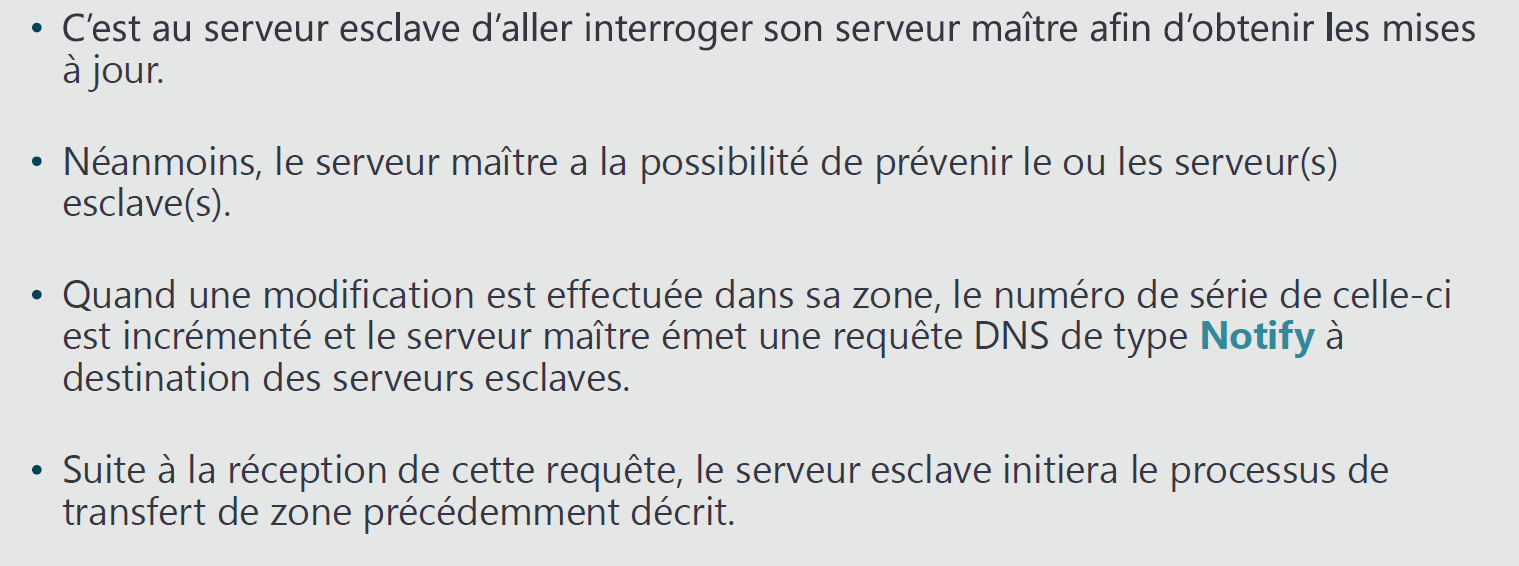 • C’est au serveur esclave d’aller interroger son serveur maître afin d’obtenir les mises
à jour.
• Néanmoins, le serveur maître a la possibilité de prévenir le ou les serveur(s)
esclave(s).
• Quand une modification est effectuée dans sa zone, le numéro de série de celle-ci
est incrémenté et le serveur maître émet une requête DNS de type Notify à
destination des serveurs esclaves.
• Suite à la réception de cette requête, le serveur esclave initiera le processus de
transfert de zone précédemment décrit.